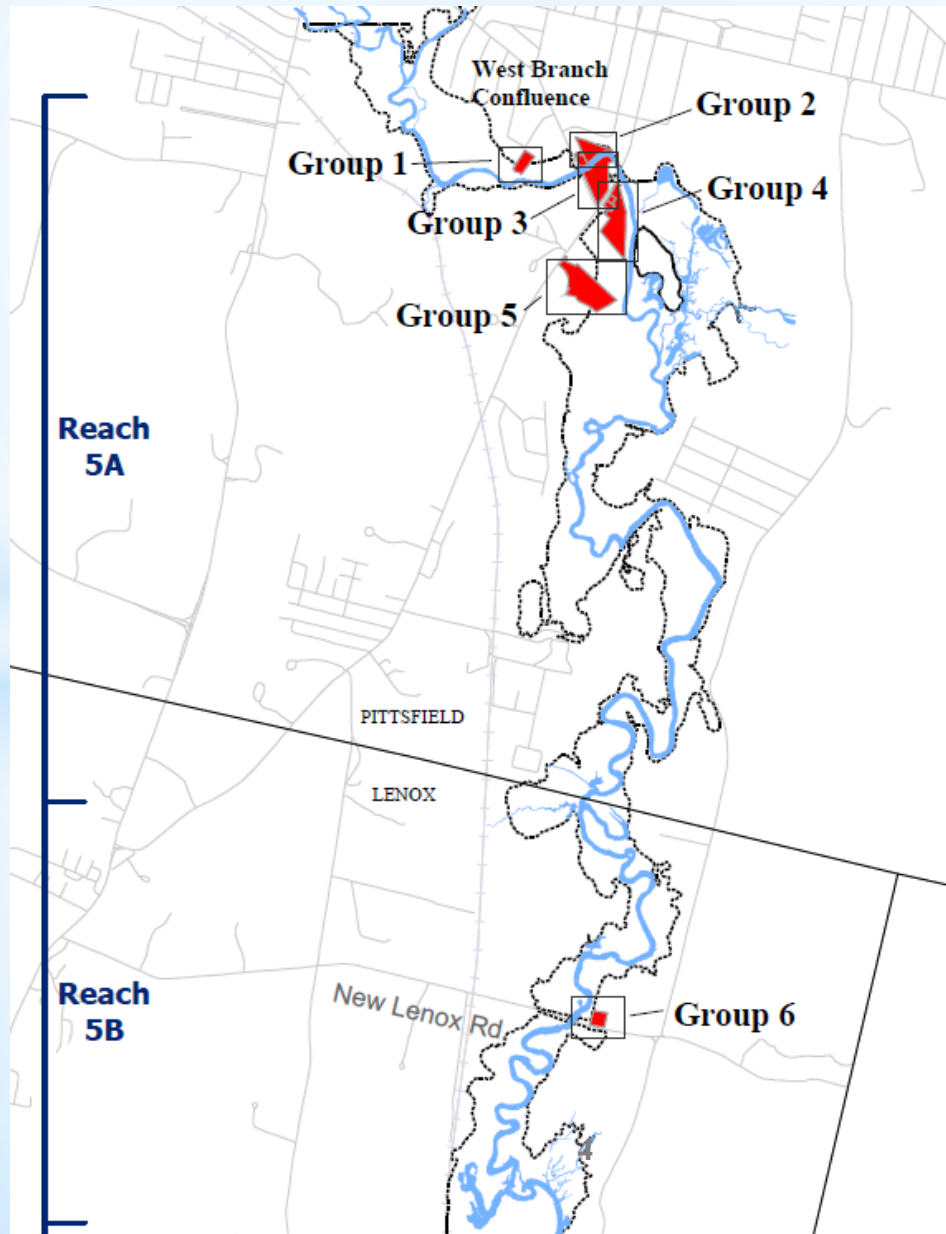 West Branch
Confluence
Group 2
Group 1
Group 4
Group 3
Group 5
Reach
5A
PITTSFIELD
LENOX
Reach
5B
New Lenox Rd
Group 6
4